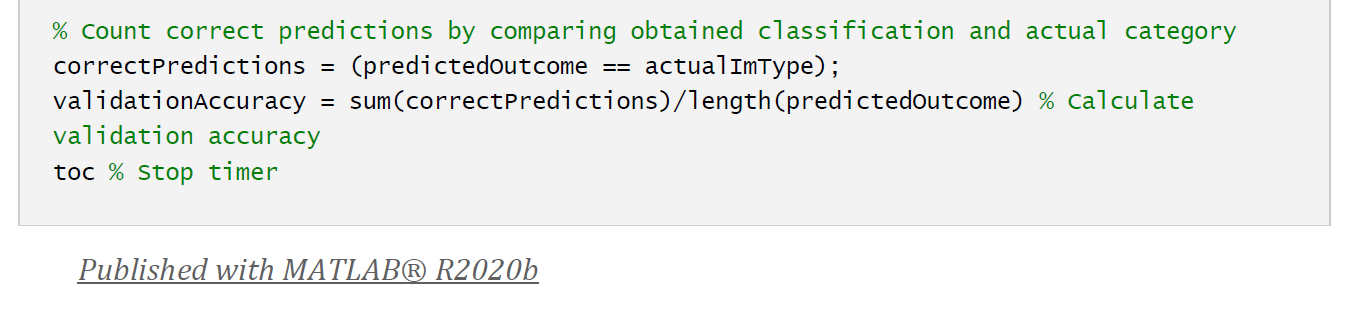 % Count correct predictions by comparing obtained classification and actual category
correctPredictions = (predictedOutcome == actualImType);
validationAccuracy = sum(correctPredictions)/length(predictedOutcome) % Calculate
validation accuracy
toc % Stop timer
Published with MATLAB® R2020b